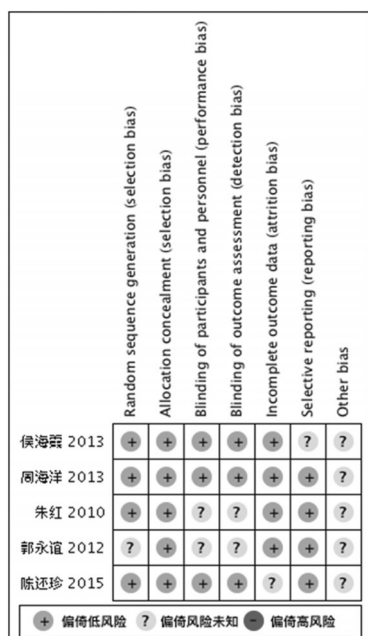 Random sequence generation (selection bias)
Allocation concealment (selection bias)
Blinding of participants and personnel (performance bias)
Blinding of outcome assessment (detection bias)
Incomplete outcome data (attrition bias)
Selective reporting (reporting bias)
Other bias
侯海霞 2013 + + + + + ? ?
周海洋 2013 + + + + + + ?
朱红 2010 + + ? ? + + ?
郭永谊 2012 ? + ? ? + + ?
陈还珍 2015 + + + + ? + ?
+ 偏倚低风险 ? 偏倚风险未知 - 偏倚高风险